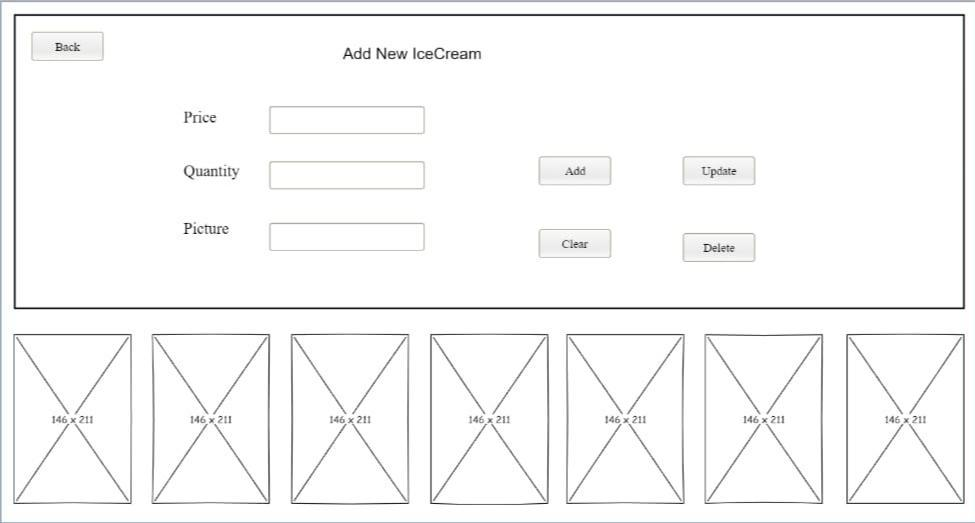 Back
Add New IceCream
Price
Quantity
Add
Update
Picture
Clear
Delete
146 x 211
146 x 211
146 x 211
146 x 211
146 x 211
146 x 211
146 x 211